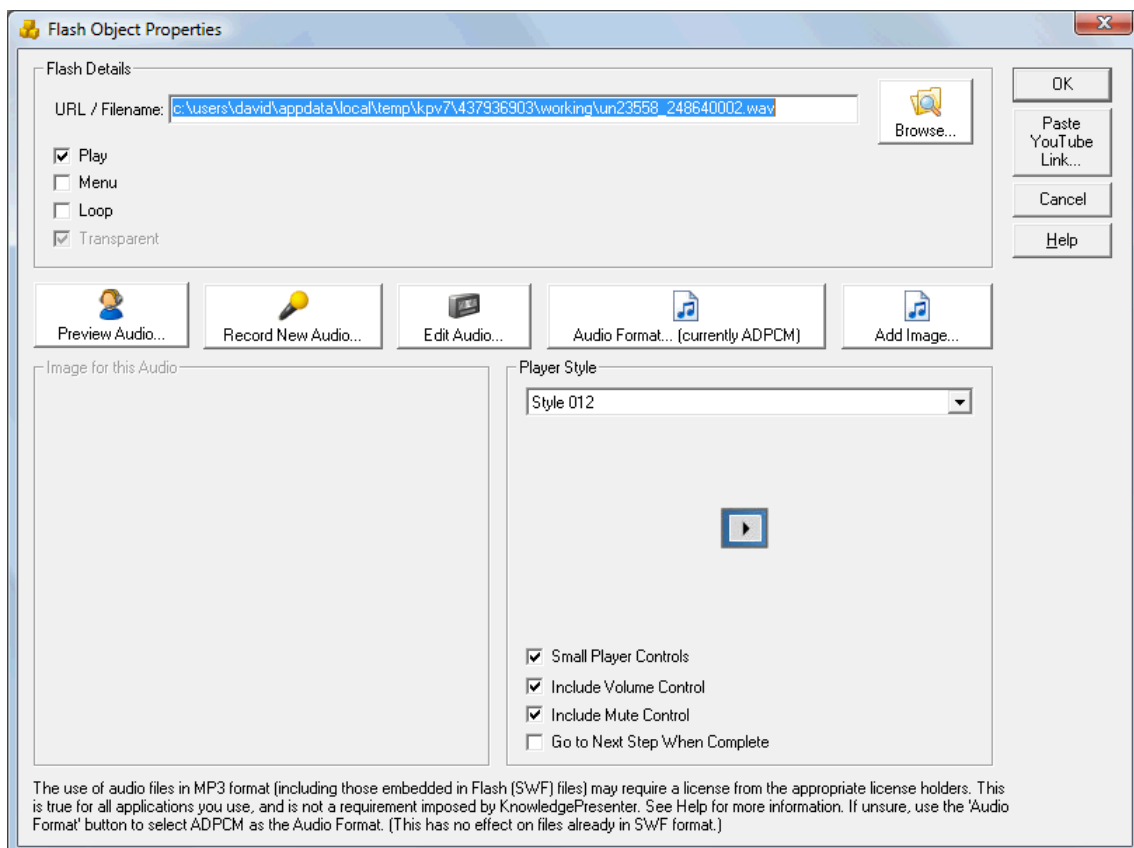 Flash Object Properties
Flash Details
URL / Filename: c:\users\david\appdata\local\temp\kpv7\437936903\working\un23558_248640002.wav
Browse...
OK
Paste
YouTube
Link...
Cancel
Help
Play
Menu
Loop
Transparent
Preview Audio...
Record New Audio...
Edit Audio...
Audio Format... (currently ADPCM)
Add Image...
Image for this Audio
Player Style
Style 012
Small Player Controls
Include Volume Control
Include Mute Control
Go to Next Step When Complete
The use of audio files in MP3 format (including those embedded in Flash (SWF) files) may require a license from the appropriate license holders. This
is true for all applications you use, and is not a requirement imposed by KnowledgePresenter. See Help for more information. If unsure, use the 'Audio
Format' button to select ADPCM as the Audio Format. (This has no effect on files already in SWF format.)